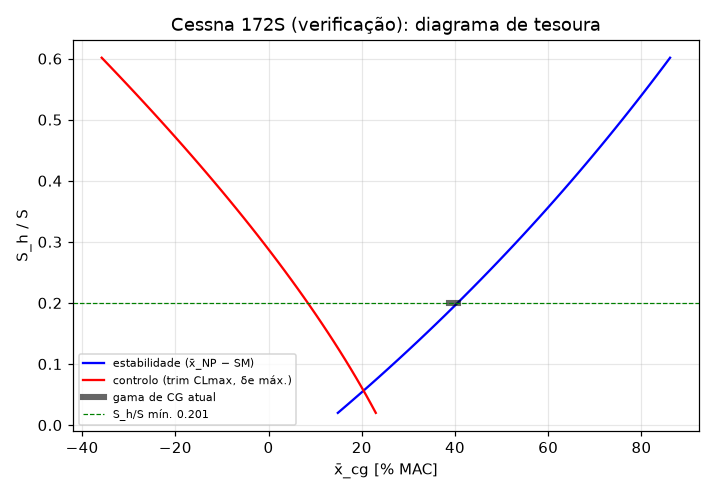 Cessna 172S (verificação): diagrama de tesoura
S_h / S
0.6
0.5
0.4
0.3
0.2
0.1
0.0
estabilidade (x̄_NP − SM)
controlo (trim CLmax, δe máx.)
gama de CG atual
S_h/S mín. 0.201
−40
−20
0
20
40
60
80
x̄_cg [% MAC]